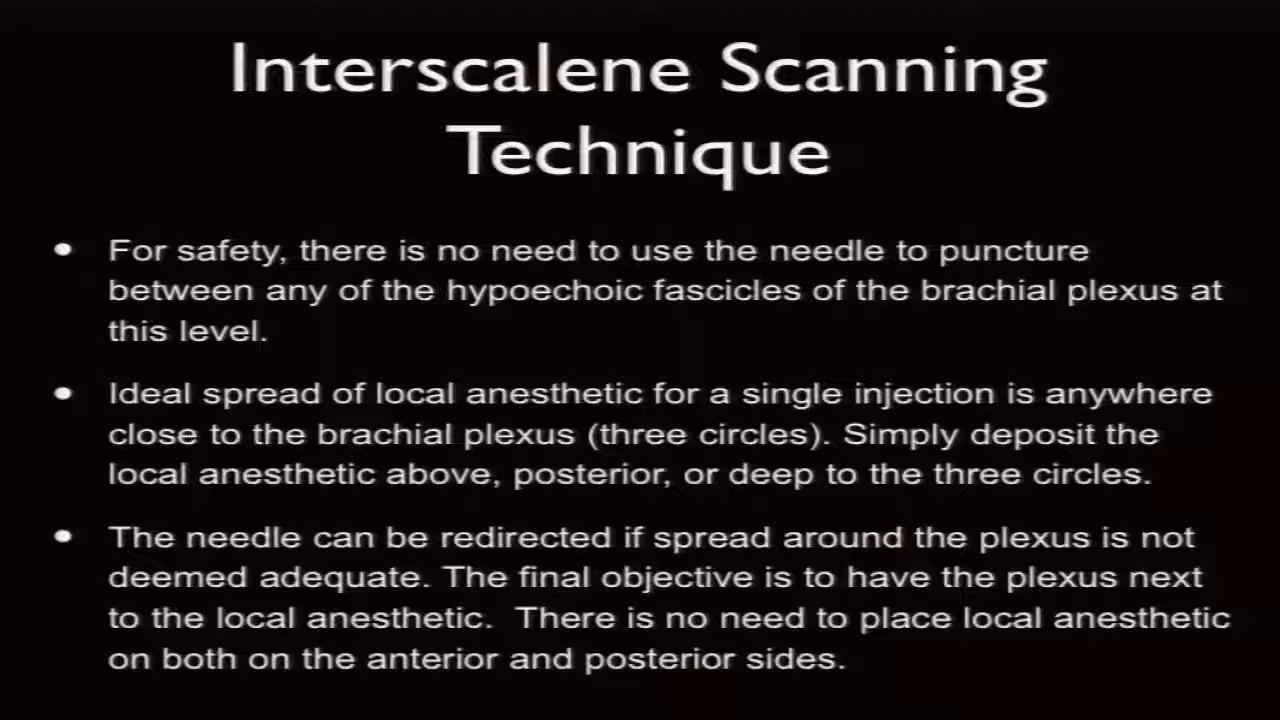 Interscalene Scanning
Technique
• For safety, there is no need to use the needle to puncture
between any of the hypoechoic fascicles of the brachial plexus at
this level.
• Ideal spread of local anesthetic for a single injection is anywhere
close to the brachial plexus (three circles). Simply deposit the
local anesthetic above, posterior, or deep to the three circles.
• The needle can be redirected if spread around the plexus is not
deemed adequate. The final objective is to have the plexus next
to the local anesthetic.  There is no need to place local anesthetic
on both on the anterior and posterior sides.